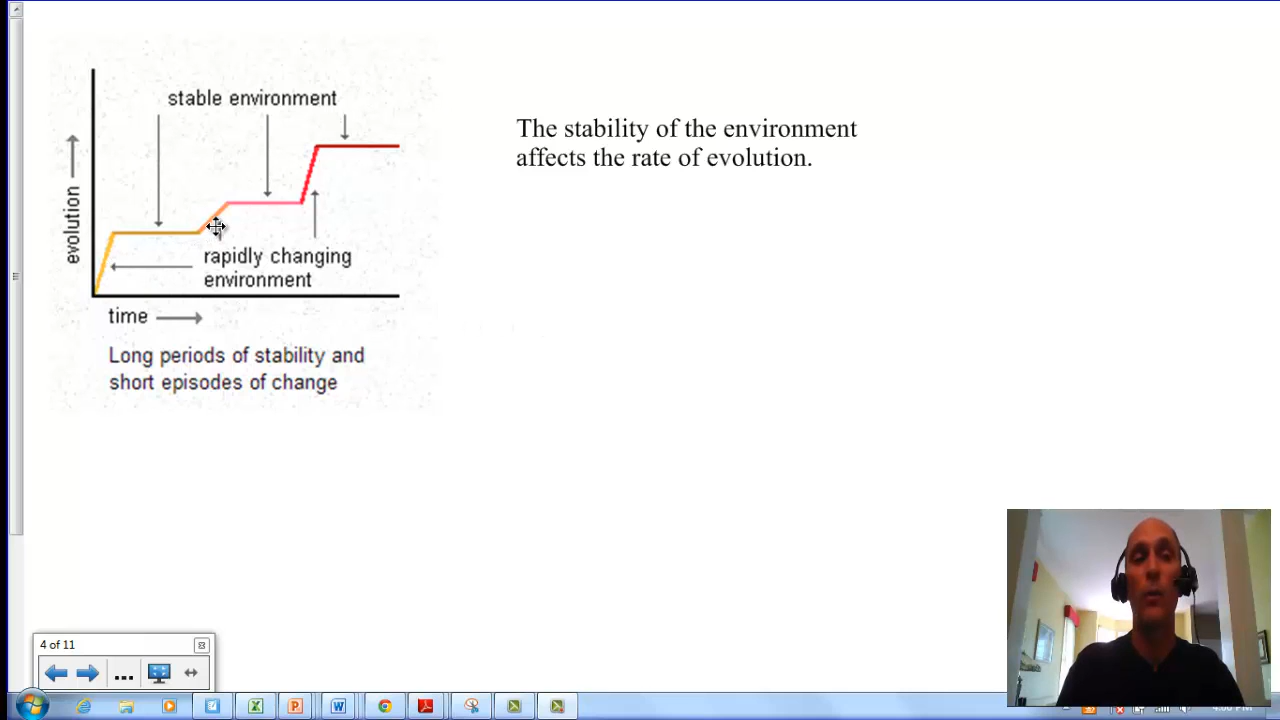 stable environment
The stability of the environment
affects the rate of evolution.
evolution
rapidly changing
environment
time
Long periods of stability and
short episodes of change
4 of 11